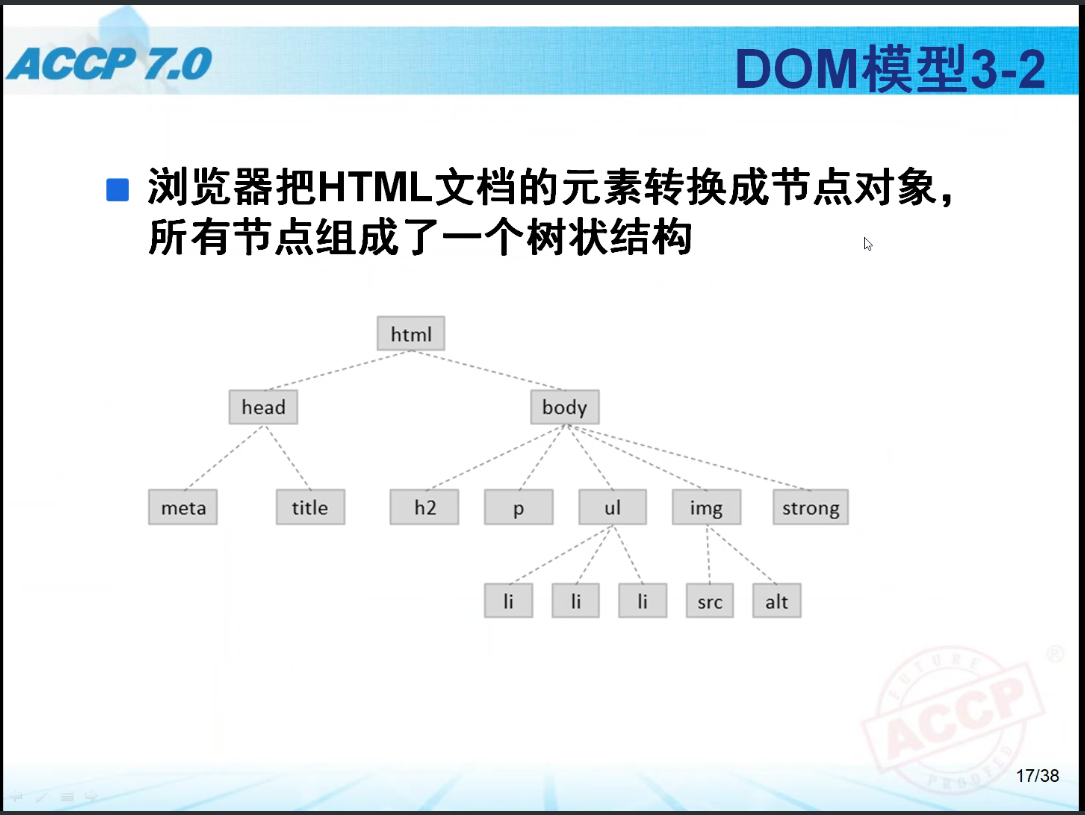 ACCP 7.0
DOM模型3-2
浏览器把HTML文档的元素转换成节点对象，
所有节点组成了一个树状结构
html
head
body
meta
title
h2
p
ul
img
strong
li
li
li
src
alt
FUTURE
®
ACCP
PROOFED
17/38